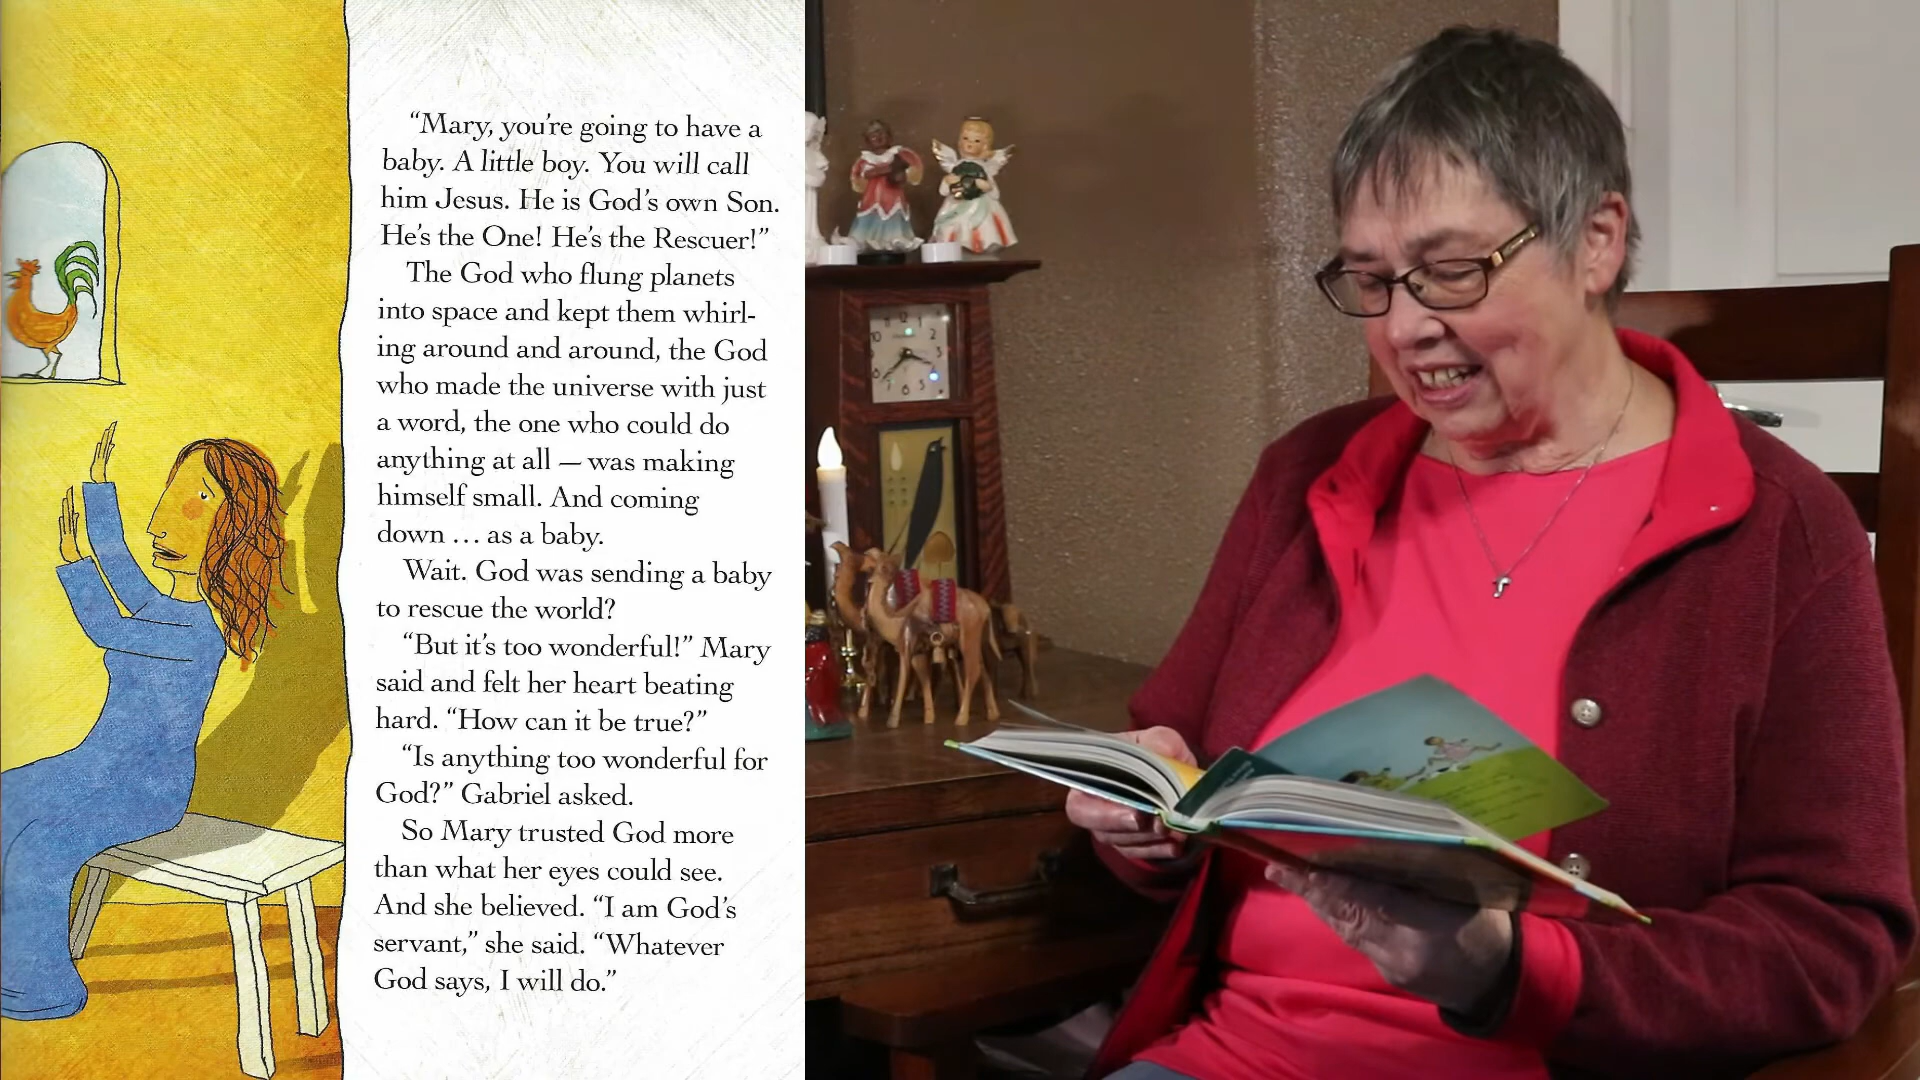 “Mary, you’re going to have a
baby. A little boy. You will call
him Jesus. He is God’s own Son.
He’s the One! He’s the Rescuer!”
The God who flung planets
into space and kept them whirl-
ing around and around, the God
who made the universe with just
a word, the one who could do
anything at all — was making
himself small. And coming
down … as a baby.
Wait. God was sending a baby
to rescue the world?
“But it’s too wonderful!” Mary
said and felt her heart beating
hard. “How can it be true?”
“Is anything too wonderful for
God?” Gabriel asked.
So Mary trusted God more
than what her eyes could see.
And she believed. “I am God’s
servant,” she said. “Whatever
God says, I will do.”